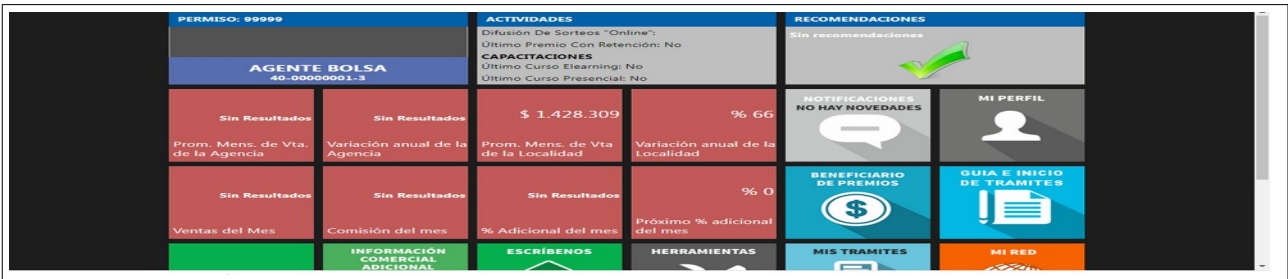 PERMISO: 99999
AGENTE BOLSA
40-00000001-3
ACTIVIDADES
Difusión De Sorteos "Online":
Último Premio Con Retención: No
CAPACITACIONES
Último Curso Elearning: No
Último Curso Presencial: No
RECOMENDACIONES
Sin recomendaciones
Sin Resultados
Prom. Mens. de Vta.
de la Agencia
Sin Resultados
Variación anual de la
Agencia
$ 1.428.309
Prom. Mens. de Vta
de la Localidad
% 66
Variación anual de la
Localidad
NOTIFICACIONES
NO HAY NOVEDADES
MI PERFIL
Sin Resultados
Ventas del Mes
Sin Resultados
Comisión del mes
Sin Resultados
% Adicional del mes
% 0
Próximo % adicional
del mes
BENEFICIARIO
DE PREMIOS
$
GUIA E INICIO
DE TRAMITES
INFORMACIÓN
COMERCIAL
ADICIONAL
ESCRÍBENOS
HERRAMIENTAS
MIS TRAMITES
MI RED